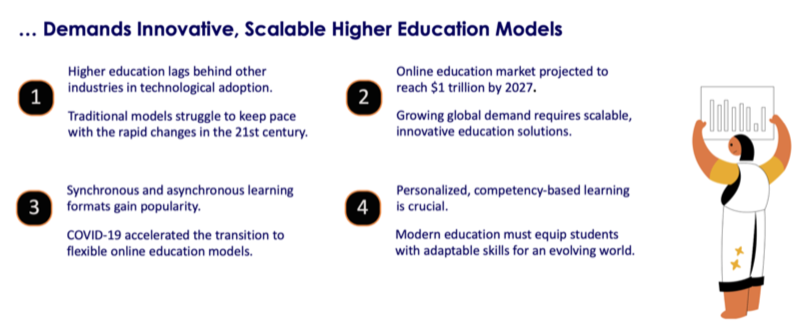 ... Demands Innovative, Scalable Higher Education Models
1
Higher education lags behind other
industries in technological adoption.
Traditional models struggle to keep pace
with the rapid changes in the 21st century.
2
Online education market projected to
reach $1 trillion by 2027.
Growing global demand requires scalable,
innovative education solutions.
3
Synchronous and asynchronous learning
formats gain popularity.
COVID-19 accelerated the transition to
flexible online education models.
4
Personalized, competency-based learning
is crucial.
Modern education must equip students
with adaptable skills for an evolving world.